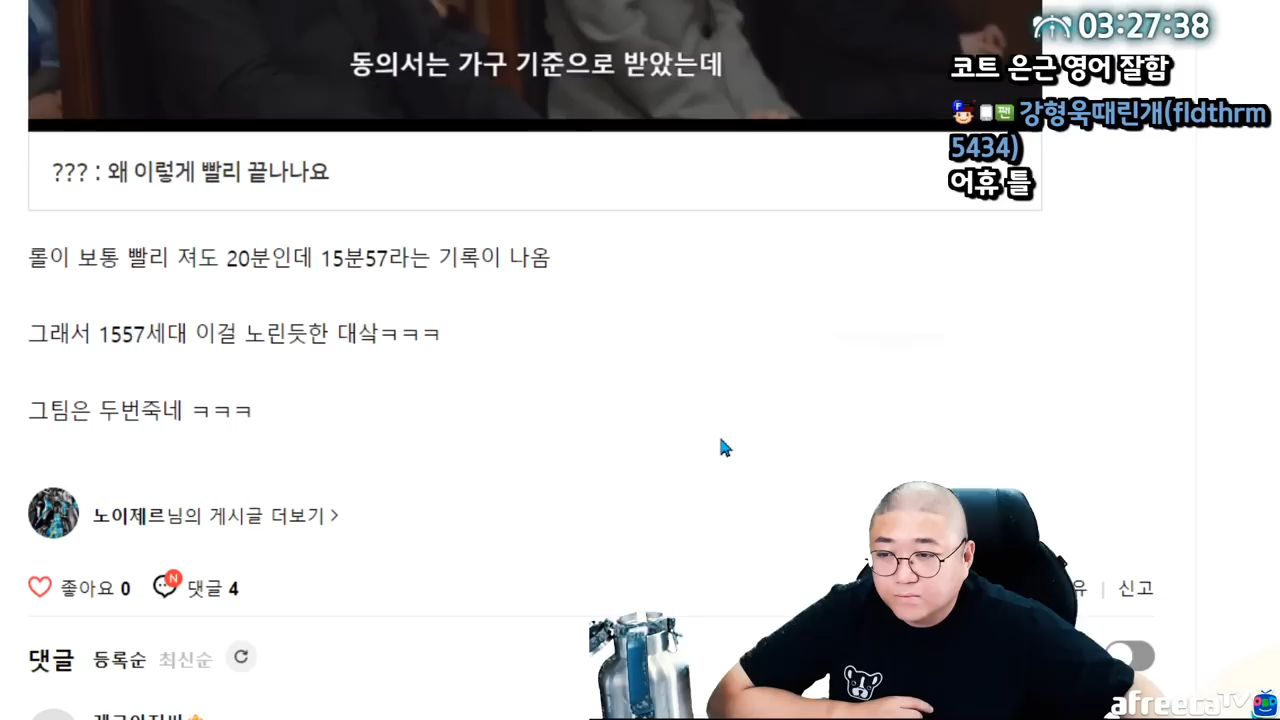 03:27:38
동의서는 가구 기준으로 받았는데
코트 은근 영어 잘함
F 팬 강형욱때린개(fldthrm
5434)
어휴 틀
??? : 왜 이렇게 빨리 끝나나요
롤이 보통 빨리 져도 20분인데 15분57라는 기록이 나옴
그래서 1557세대 이걸 노린듯한 대삭ㅋㅋㅋ
그팀은 두번죽네 ㅋㅋㅋ
노이제르님의 게시글 더보기 >
좋아요 0 N 댓글 4
유 | 신고
댓글 등록순 최신순
afreecaTV